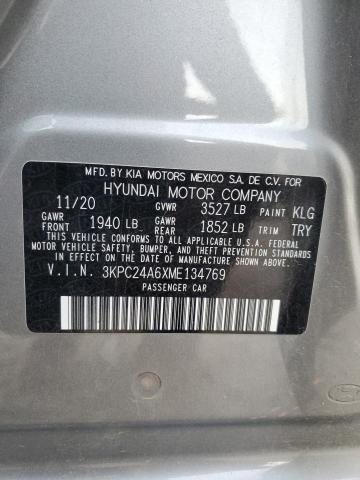 MFD. BY KIA MOTORS MEXICO S.A. DE C.V. FOR
HYUNDAI MOTOR COMPANY
11/20 GVWR 3527 LB PAINT KLG
GAWR FRONT 1940 LB GAWR REAR 1852 LB TRIM TRY
THIS VEHICLE CONFORMS TO ALL APPLICABLE U.S.A. FEDERAL
MOTOR VEHICLE SAFETY, BUMPER, AND THEFT PREVENTION
STANDARDS IN EFFECT ON THE DATE OF MANUFACTURE SHOWN ABOVE.
V.I.N. 3KPC24A6XME134769
PASSENGER CAR